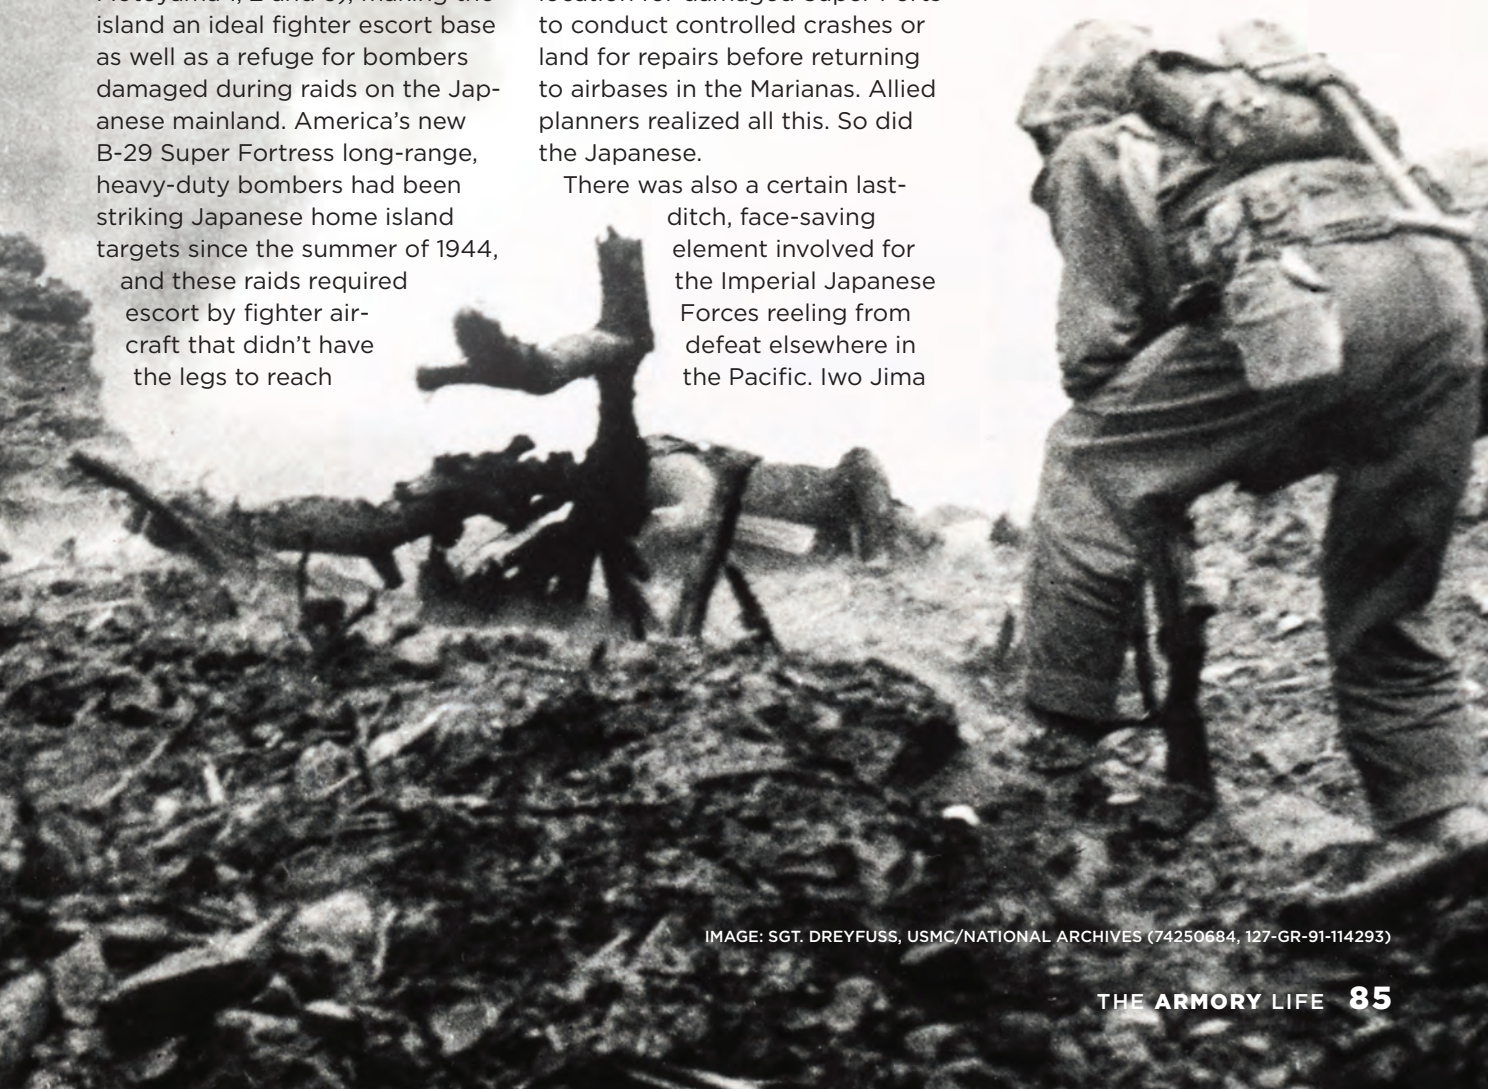 island an ideal fighter escort base
as well as a refuge for bombers
damaged during raids on the Jap-
anese mainland. America’s new
B-29 Super Fortress long-range,
heavy-duty bombers had been
striking Japanese home island
targets since the summer of 1944,
and these raids required
escort by fighter air-
craft that didn’t have
the legs to reach
to conduct controlled crashes or
land for repairs before returning
to airbases in the Marianas. Allied
planners realized all this. So did
the Japanese.
There was also a certain last-
ditch, face-saving
element involved for
the Imperial Japanese
Forces reeling from
defeat elsewhere in
the Pacific. Iwo Jima
IMAGE: SGT. DREYFUSS, USMC/NATIONAL ARCHIVES (74250684, 127-GR-91-114293)
THE ARMORY LIFE 85